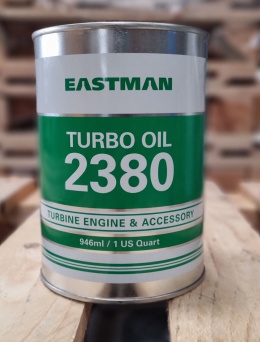 EASTMAN
TURBO OIL
2380
TURBINE ENGINE & ACCESSORY
946ml / 1 US Quart